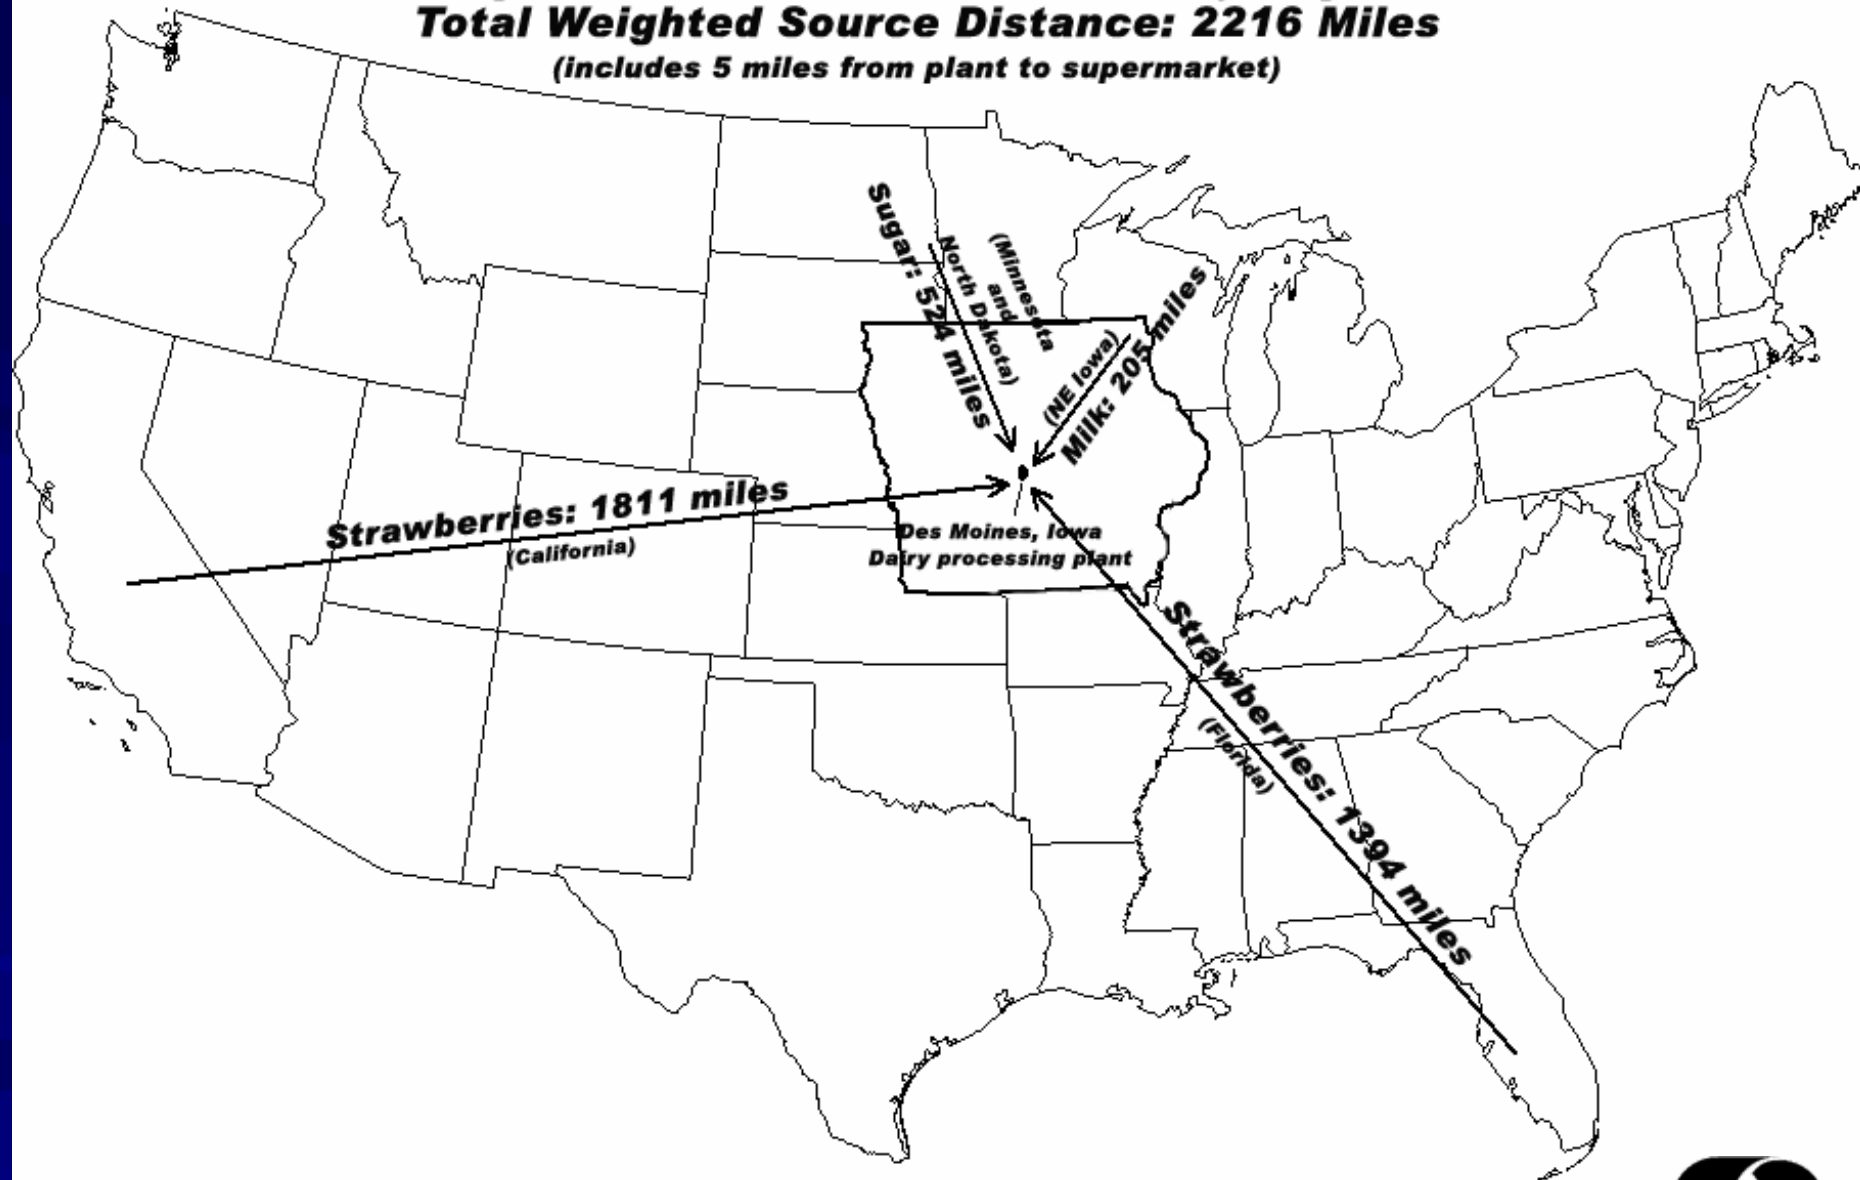 Total Weighted Source Distance: 2216 Miles
(includes 5 miles from plant to supermarket)
Sugar: 524 miles
(Minnesota
and
North Dakota)
(NE Iowa)
Milk: 205 miles
Strawberries: 1811 miles
(California)
Des Moines, Iowa
Dairy processing plant
Strawberries: 1394 miles
(Florida)